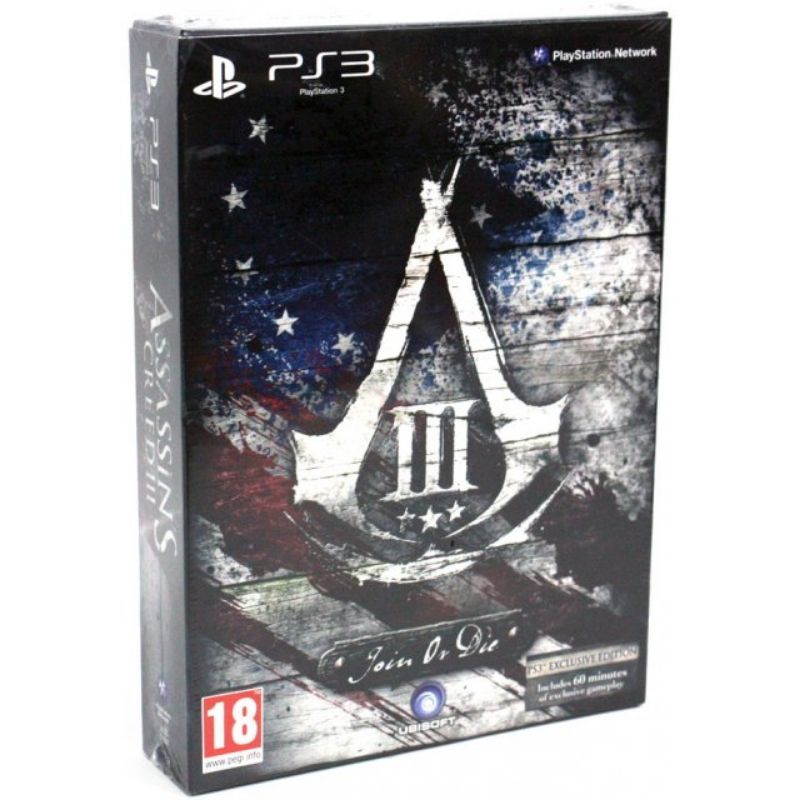 PS3
PlayStation 3
PlayStation Network
PS3
ASSASSINS
CREED III
III
Join Or Die
PS3™ EXCLUSIVE EDITION
Includes 60 minutes
of exclusive gameplay
UBISOFT
18
www.pegi.info